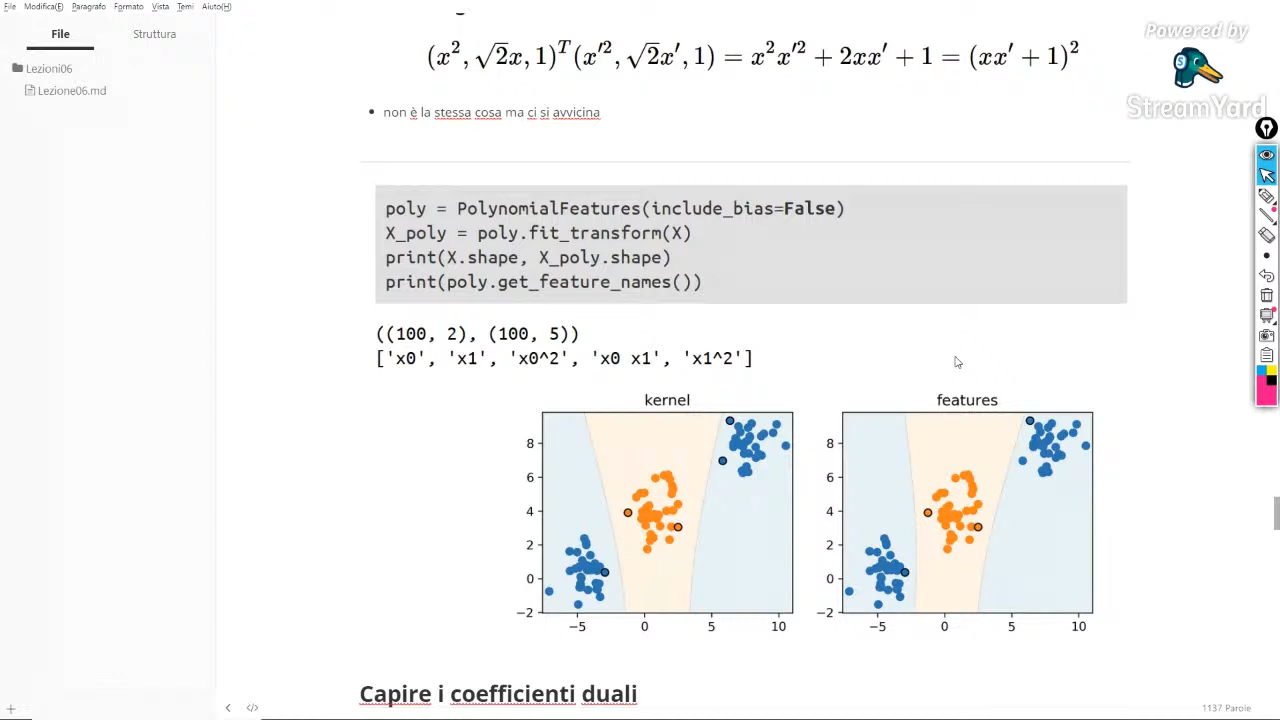 File Modifica(E) Paragrafo Formato Vista Temi Aiuto(H)
File Struttura
Lezioni06
Lezione06.md
Powered by
StreamYard
(x², √2x, 1)ᵀ(x′², √2x′, 1) = x²x′² + 2xx′ + 1 = (xx′ + 1)²
• non è la stessa cosa ma ci si avvicina
poly = PolynomialFeatures(include_bias=False)
X_poly = poly.fit_transform(X)
print(X.shape, X_poly.shape)
print(poly.get_feature_names())
((100, 2), (100, 5))
['x0', 'x1', 'x0^2', 'x0 x1', 'x1^2']
kernel
8
6
4
2
0
−2
−5 0 5 10
features
8
6
4
2
0
−2
−5 0 5 10
Capire i coefficienti duali
1137 Parole